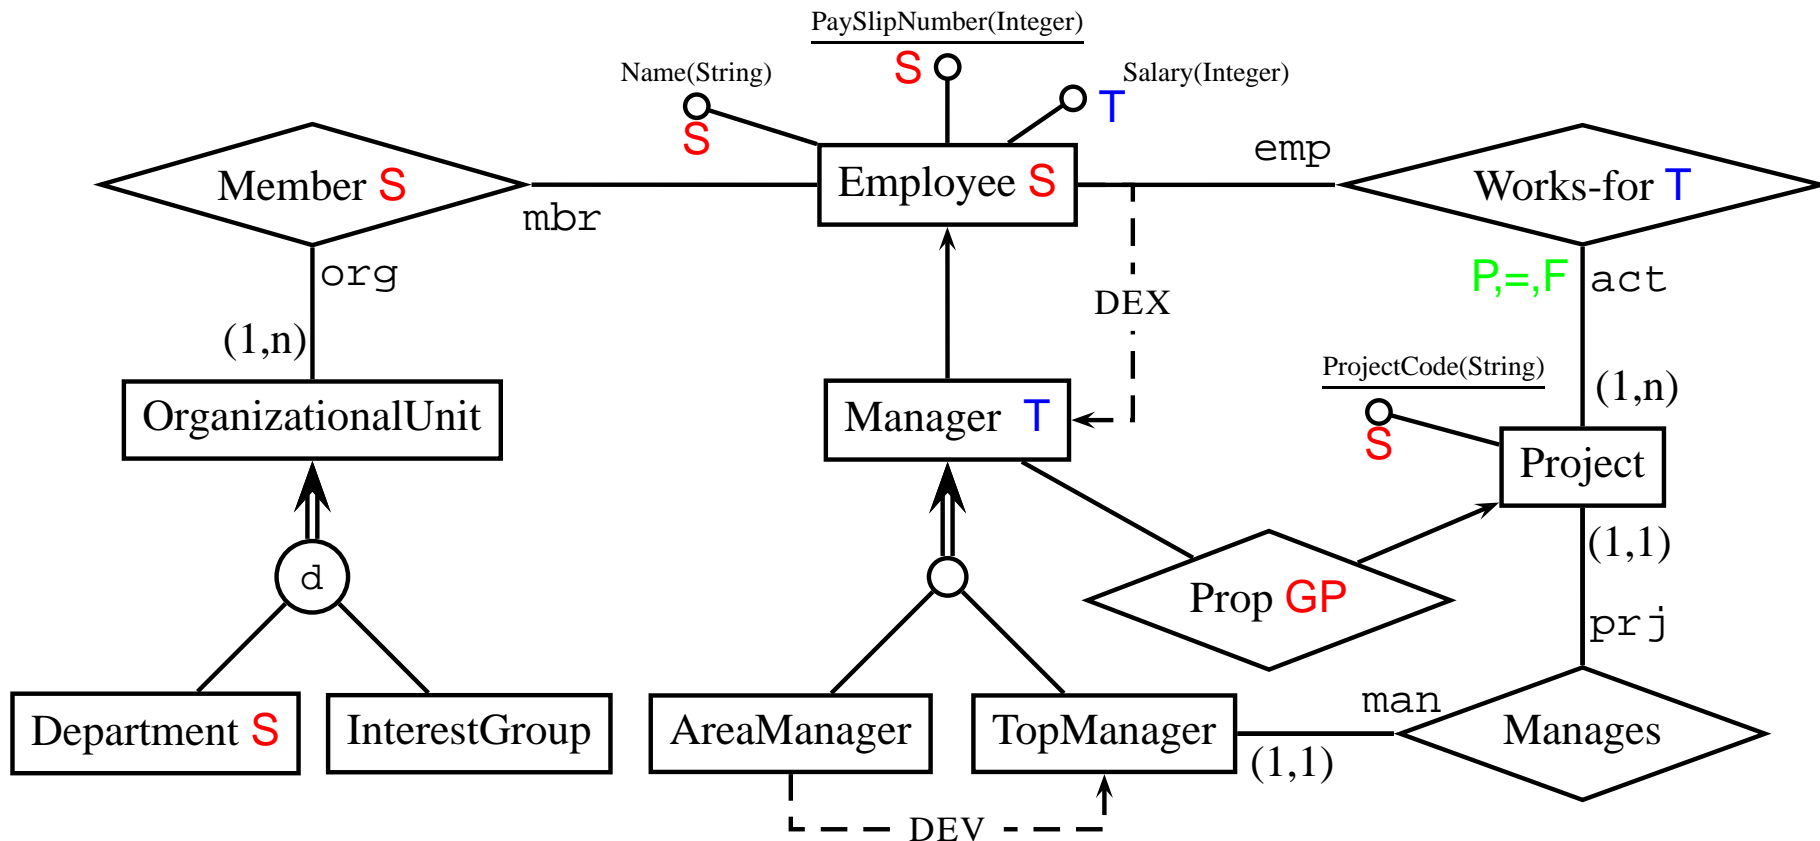 PaySlipNumber(Integer)
Name(String)
S
Salary(Integer)
S
T
Member S
mbr
Employee S
emp
Works-for T
org
DEX
P,=,F
act
(1,n)
ProjectCode(String)
S
(1,n)
OrganizationalUnit
Manager T
Project
(1,1)
d
Prop GP
prj
Department S
InterestGroup
AreaManager
TopManager
man
(1,1)
Manages
DEV